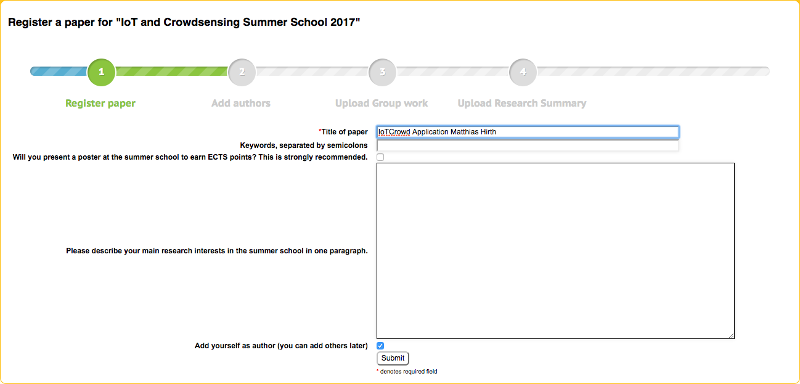 Register a paper for "IoT and Crowdsensing Summer School 2017"
1 2 3 4
Register paper Add authors Upload Group work Upload Research Summary
*Title of paper IoTCrowd Application Matthias Hirth
Keywords, separated by semicolons
Will you present a poster at the summer school to earn ECTS points? This is strongly recommended.
Please describe your main research interests in the summer school in one paragraph.
Add yourself as author (you can add others later)
Submit
* denotes required field